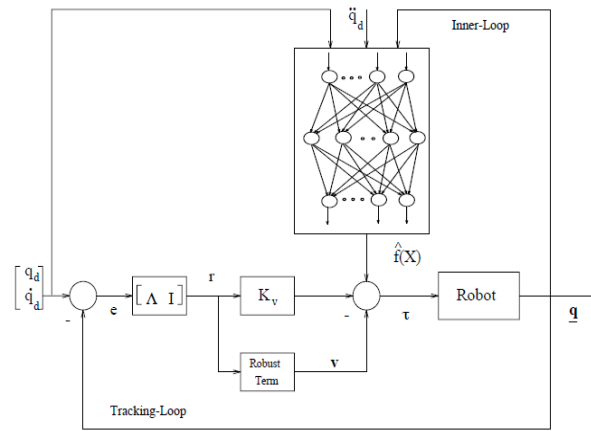 q̈d
Inner-Loop
f̂(X)
[qd
q̇d]
-
e
[Λ I]
r
Kv
-
τ
Robot
q
Robust
Term
v
Tracking-Loop